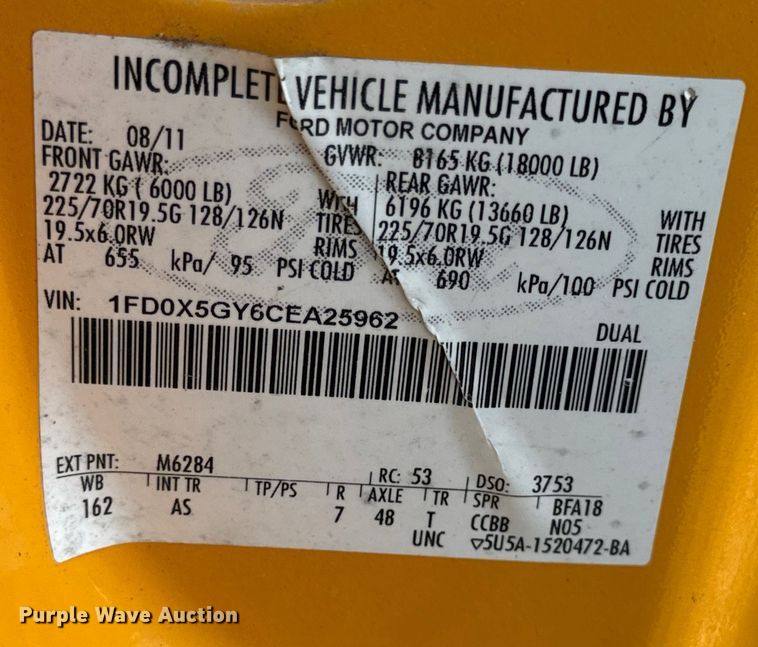 INCOMPLETE VEHICLE MANUFACTURED BY
FORD MOTOR COMPANY
DATE: 08/11 GVWR: 8165 KG (18000 LB)
FRONT GAWR: REAR GAWR:
2722 KG ( 6000 LB) WITH 6196 KG (13660 LB) WITH
225/70R19.5G 128/126N TIRES 225/70R19.5G 128/126N TIRES
19.5x6.0RW RIMS 19.5x6.0RW RIMS
AT 655 kPa/ 95 PSI COLD AT 690 kPa/100 PSI COLD
VIN: 1FD0X5GY6CEA25962
DUAL
EXT PNT: M6284 RC: 53 DSO: 3753
WB INT TR TP/PS R AXLE TR SPR BFA18
162 AS 7 48 T CCBB N05
UNC ▽5U5A-1520472-BA
Purple Wave Auction